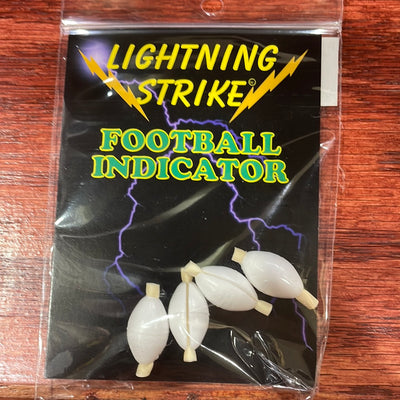 LIGHTNING
STRIKE©
FOOTBALL
INDICATOR